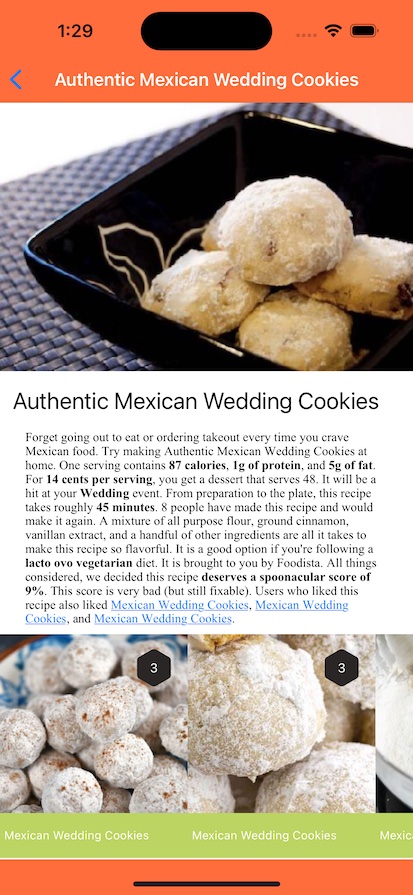 1:29
Authentic Mexican Wedding Cookies
Authentic Mexican Wedding Cookies
Forget going out to eat or ordering takeout every time you crave
Mexican food. Try making Authentic Mexican Wedding Cookies at
home. One serving contains 87 calories, 1g of protein, and 5g of fat.
For 14 cents per serving, you get a dessert that serves 48. It will be a
hit at your Wedding event. From preparation to the plate, this recipe
takes roughly 45 minutes. 8 people have made this recipe and would
make it again. A mixture of all purpose flour, ground cinnamon,
vanillan extract, and a handful of other ingredients are all it takes to
make this recipe so flavorful. It is a good option if you're following a
lacto ovo vegetarian diet. It is brought to you by Foodista. All things
considered, we decided this recipe deserves a spoonacular score of
9%. This score is very bad (but still fixable). Users who liked this
recipe also liked Mexican Wedding Cookies, Mexican Wedding
Cookies, and Mexican Wedding Cookies.
3
3
Mexican Wedding Cookies
Mexican Wedding Cookies
Mexic